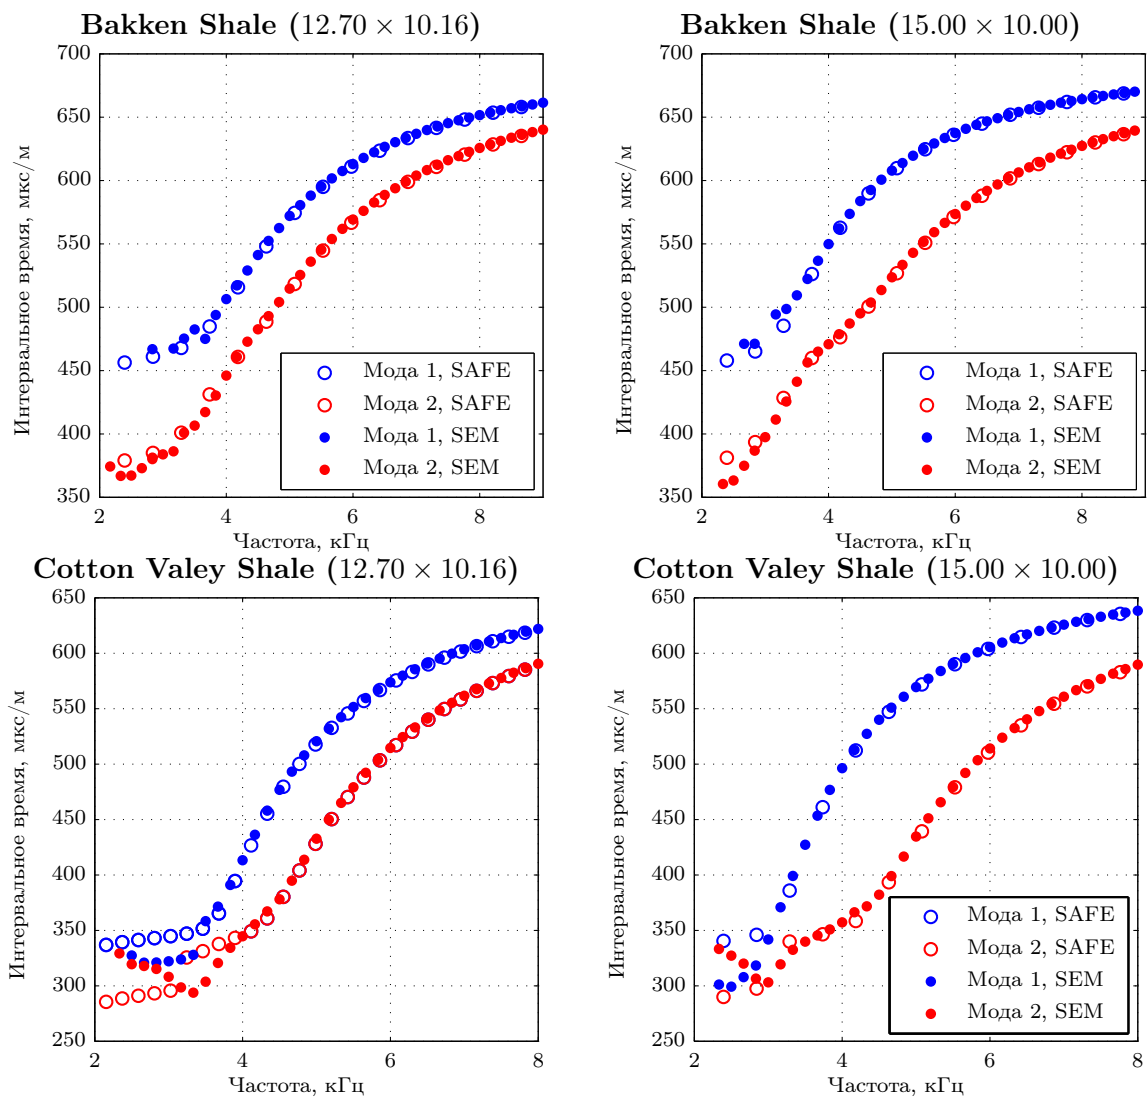 Bakken Shale (12.70 × 10.16)
Интервальное время, мкс/м
700
650
600
550
500
450
400
350
2
4
6
8
Частота, кГц
Мода 1, SAFE
Мода 2, SAFE
Мода 1, SEM
Мода 2, SEM
Bakken Shale (15.00 × 10.00)
Интервальное время, мкс/м
700
650
600
550
500
450
400
350
2
4
6
8
Частота, кГц
Мода 1, SAFE
Мода 2, SAFE
Мода 1, SEM
Мода 2, SEM
Cotton Valey Shale (12.70 × 10.16)
Интервальное время, мкс/м
650
600
550
500
450
400
350
300
250
2
4
6
8
Частота, кГц
Cotton Valey Shale (15.00 × 10.00)
Интервальное время, мкс/м
650
600
550
500
450
400
350
300
250
2
4
6
8
Частота, кГц
Мода 1, SAFE
Мода 2, SAFE
Мода 1, SEM
Мода 2, SEM